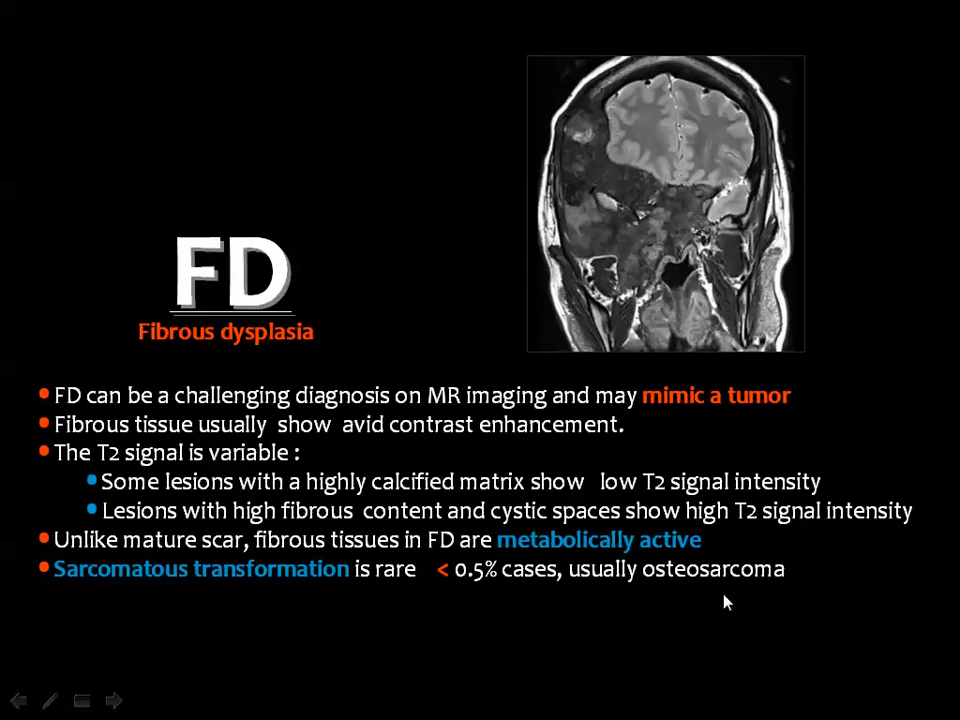 FD
Fibrous dysplasia
• FD can be a challenging diagnosis on MR imaging and may mimic a tumor
• Fibrous tissue usually show avid contrast enhancement.
• The T2 signal is variable :
• Some lesions with a highly calcified matrix show low T2 signal intensity
• Lesions with high fibrous content and cystic spaces show high T2 signal intensity
• Unlike mature scar, fibrous tissues in FD are metabolically active
• Sarcomatous transformation is rare < 0.5% cases, usually osteosarcoma